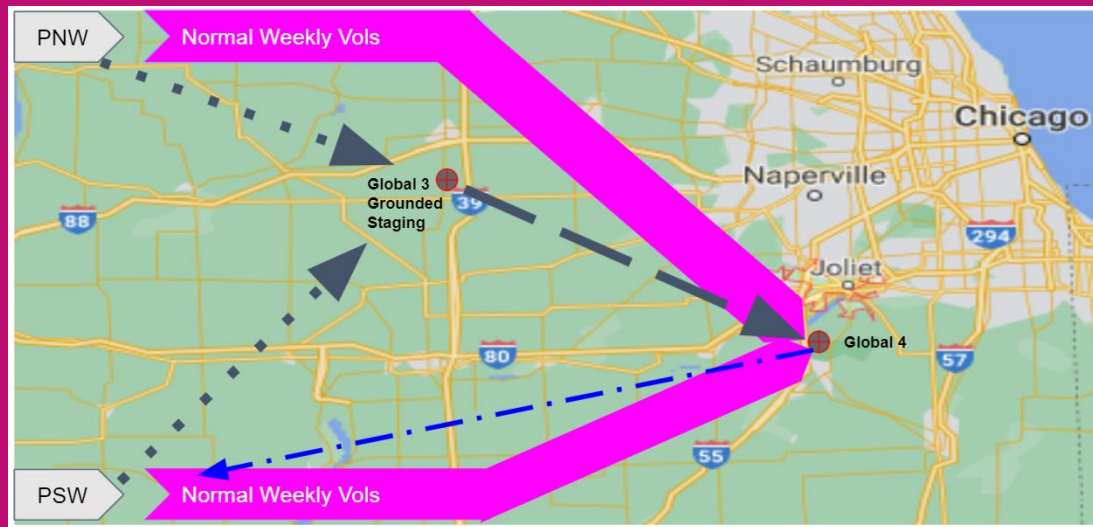 PNW
Normal Weekly Vols
Schaumburg
Chicago
Global 3
Grounded
Staging
Naperville
88
39
294
Joliet
Global 4
80
57
55
PSW
Normal Weekly Vols